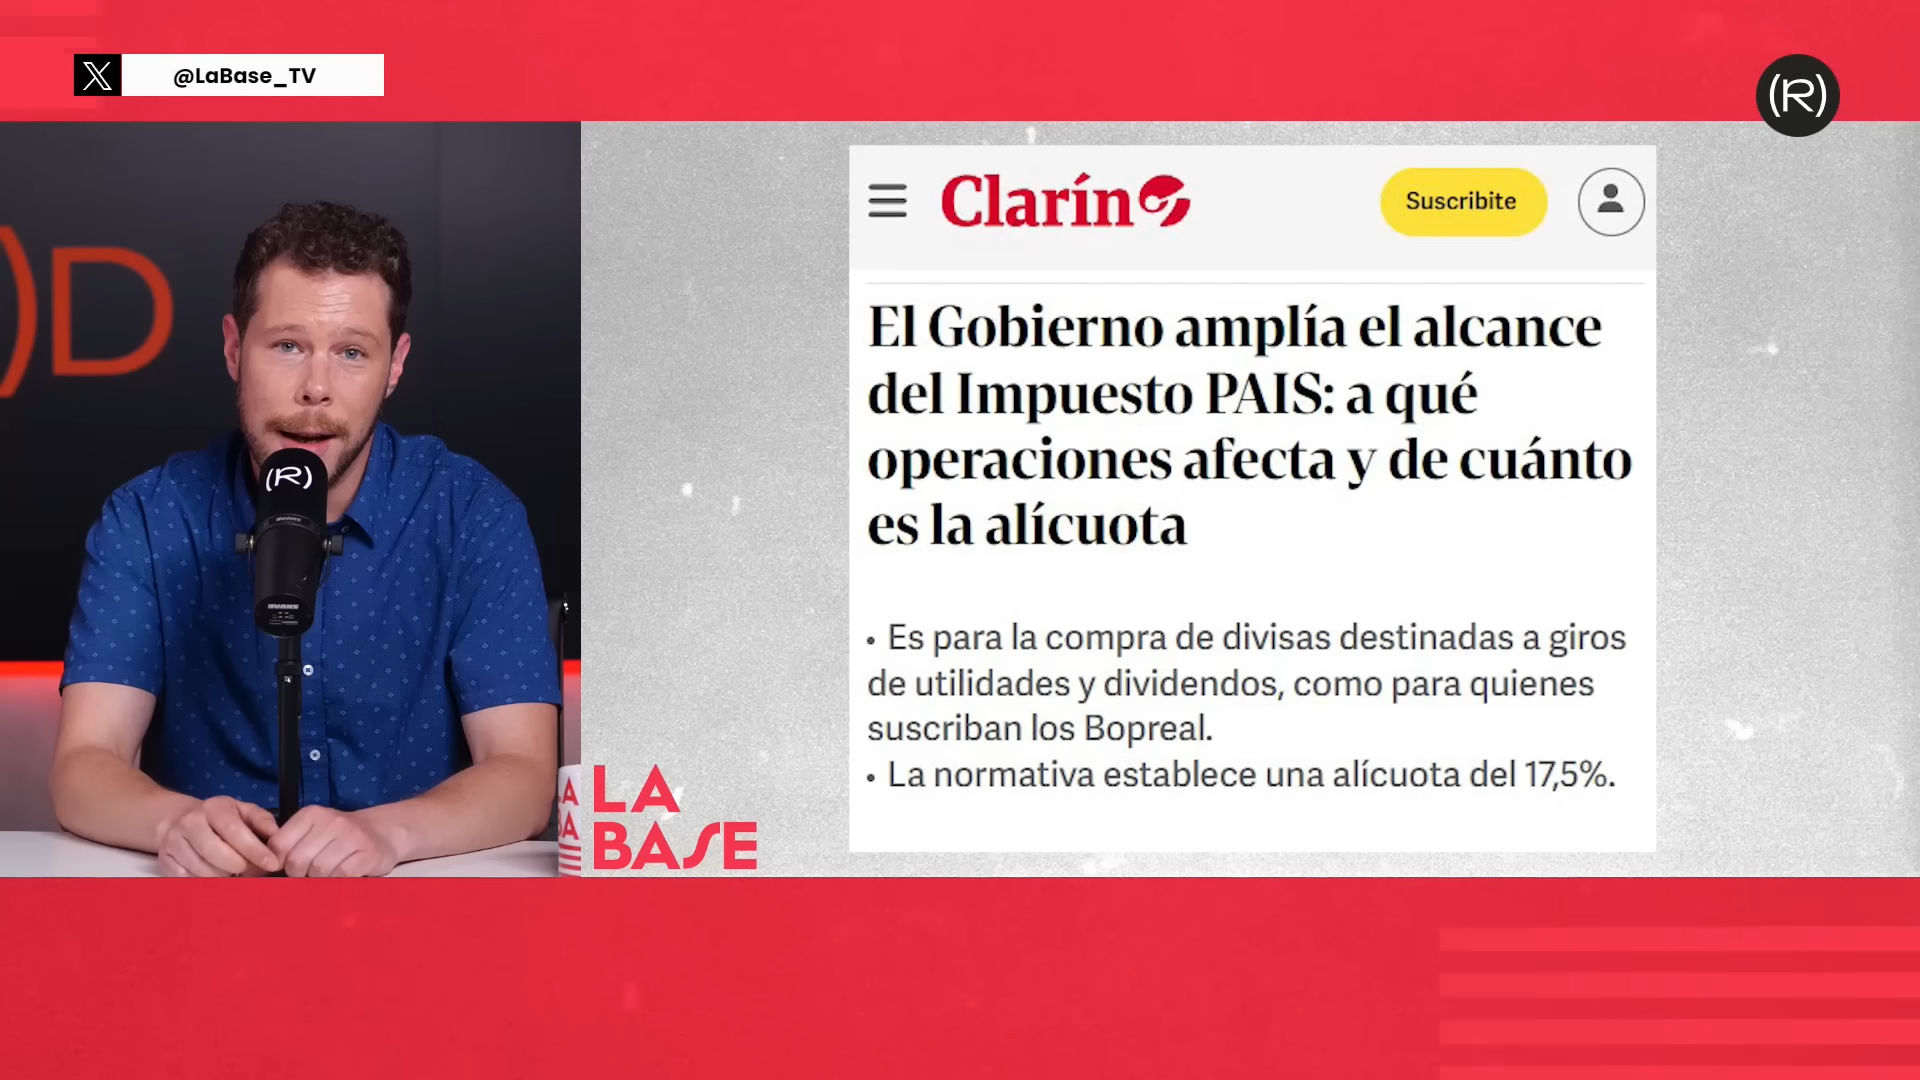 @LaBase_TV
(R)
)D
(R)
LA
BASE
Clarín
Suscribite
El Gobierno amplía el alcance
del Impuesto PAIS: a qué
operaciones afecta y de cuánto
es la alícuota
• Es para la compra de divisas destinadas a giros
de utilidades y dividendos, como para quienes
suscriban los Bopreal.
• La normativa establece una alícuota del 17,5%.